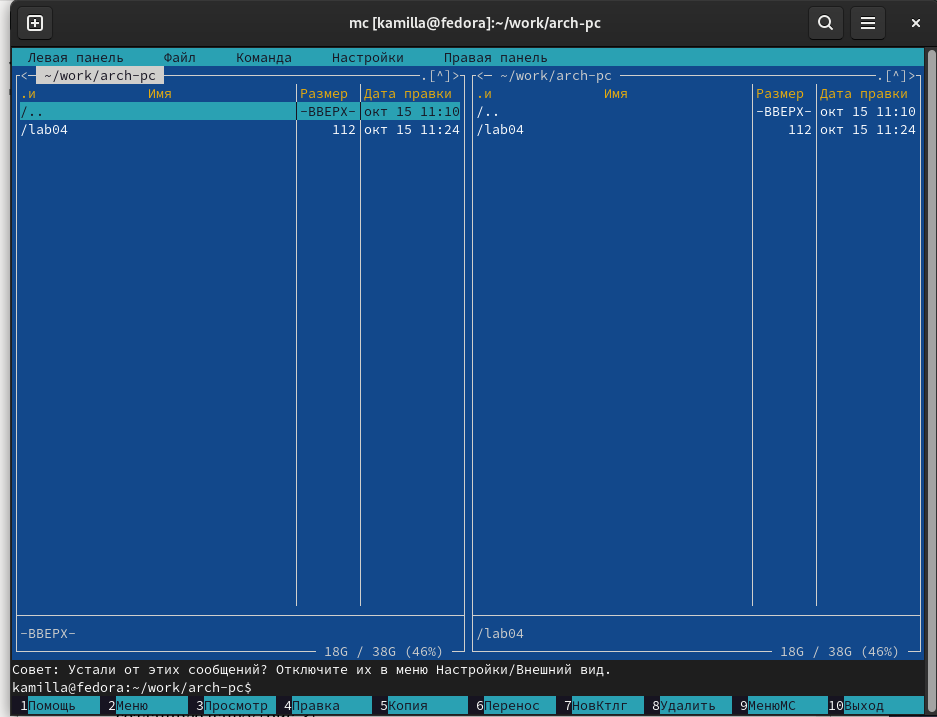 mc [kamilla@fedora]:~/work/arch-pc
Левая панель Файл Команда Настройки Правая панель
<─ ~/work/arch-pc ─.[^]> <─ ~/work/arch-pc ─.[^]>
.и Имя Размер Дата правки .и Имя Размер Дата правки
/.. -ВВЕРХ- окт 15 11:10 /.. -ВВЕРХ- окт 15 11:10
/lab04 112 окт 15 11:24 /lab04 112 окт 15 11:24
-ВВЕРХ- /lab04
18G / 38G (46%) 18G / 38G (46%)
Совет: Устали от этих сообщений? Отключите их в меню Настройки/Внешний вид.
kamilla@fedora:~/work/arch-pc$
1Помощь 2Меню 3Просмотр 4Правка 5Копия 6Перенос 7НовКтлг 8Удалить 9МенюМС 10Выход